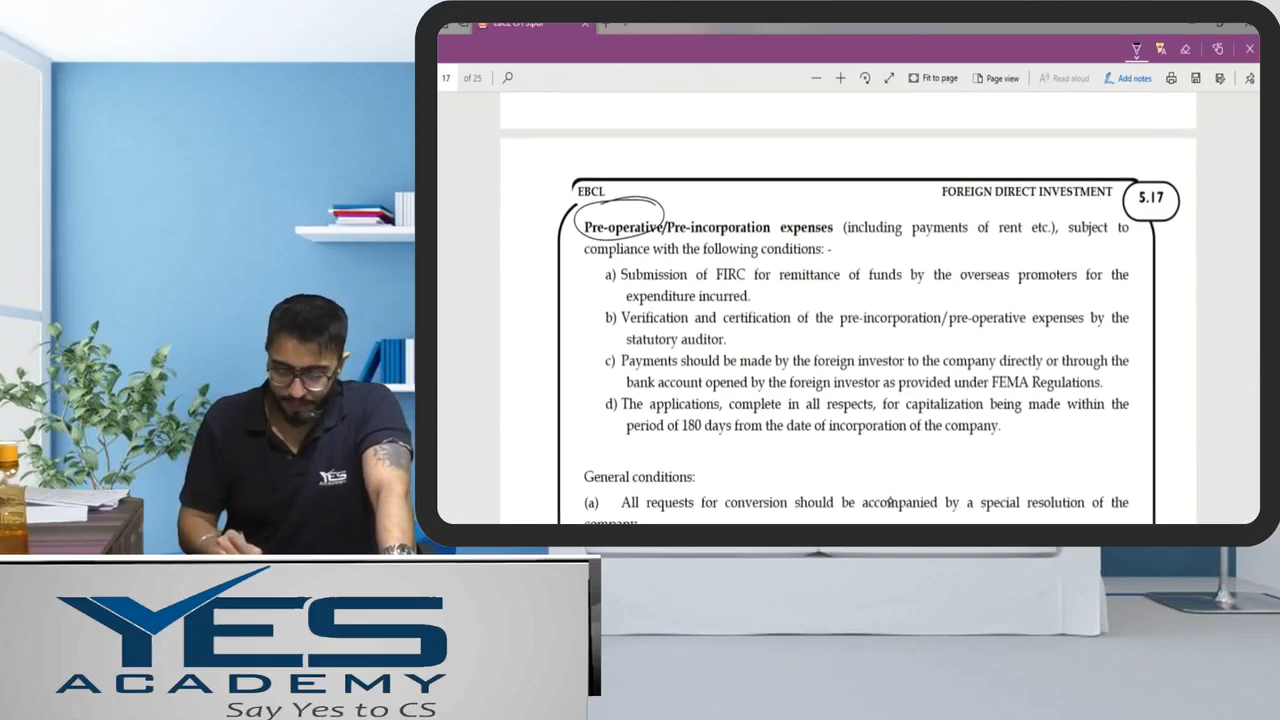 17 of 25
Fit to page
Page view
Read aloud
Add notes
EBCL
FOREIGN DIRECT INVESTMENT
5.17
Pre-operative/Pre-incorporation expenses (including payments of rent etc.), subject to
compliance with the following conditions: -
a) Submission of FIRC for remittance of funds by the overseas promoters for the
expenditure incurred.
b) Verification and certification of the pre-incorporation/pre-operative expenses by the
statutory auditor.
c) Payments should be made by the foreign investor to the company directly or through the
bank account opened by the foreign investor as provided under FEMA Regulations.
d) The applications, complete in all respects, for capitalization being made within the
period of 180 days from the date of incorporation of the company.
General conditions:
(a) All requests for conversion should be accompanied by a special resolution of the
company.
YES
ACADEMY
YES
ACADEMY
Say Yes to CS